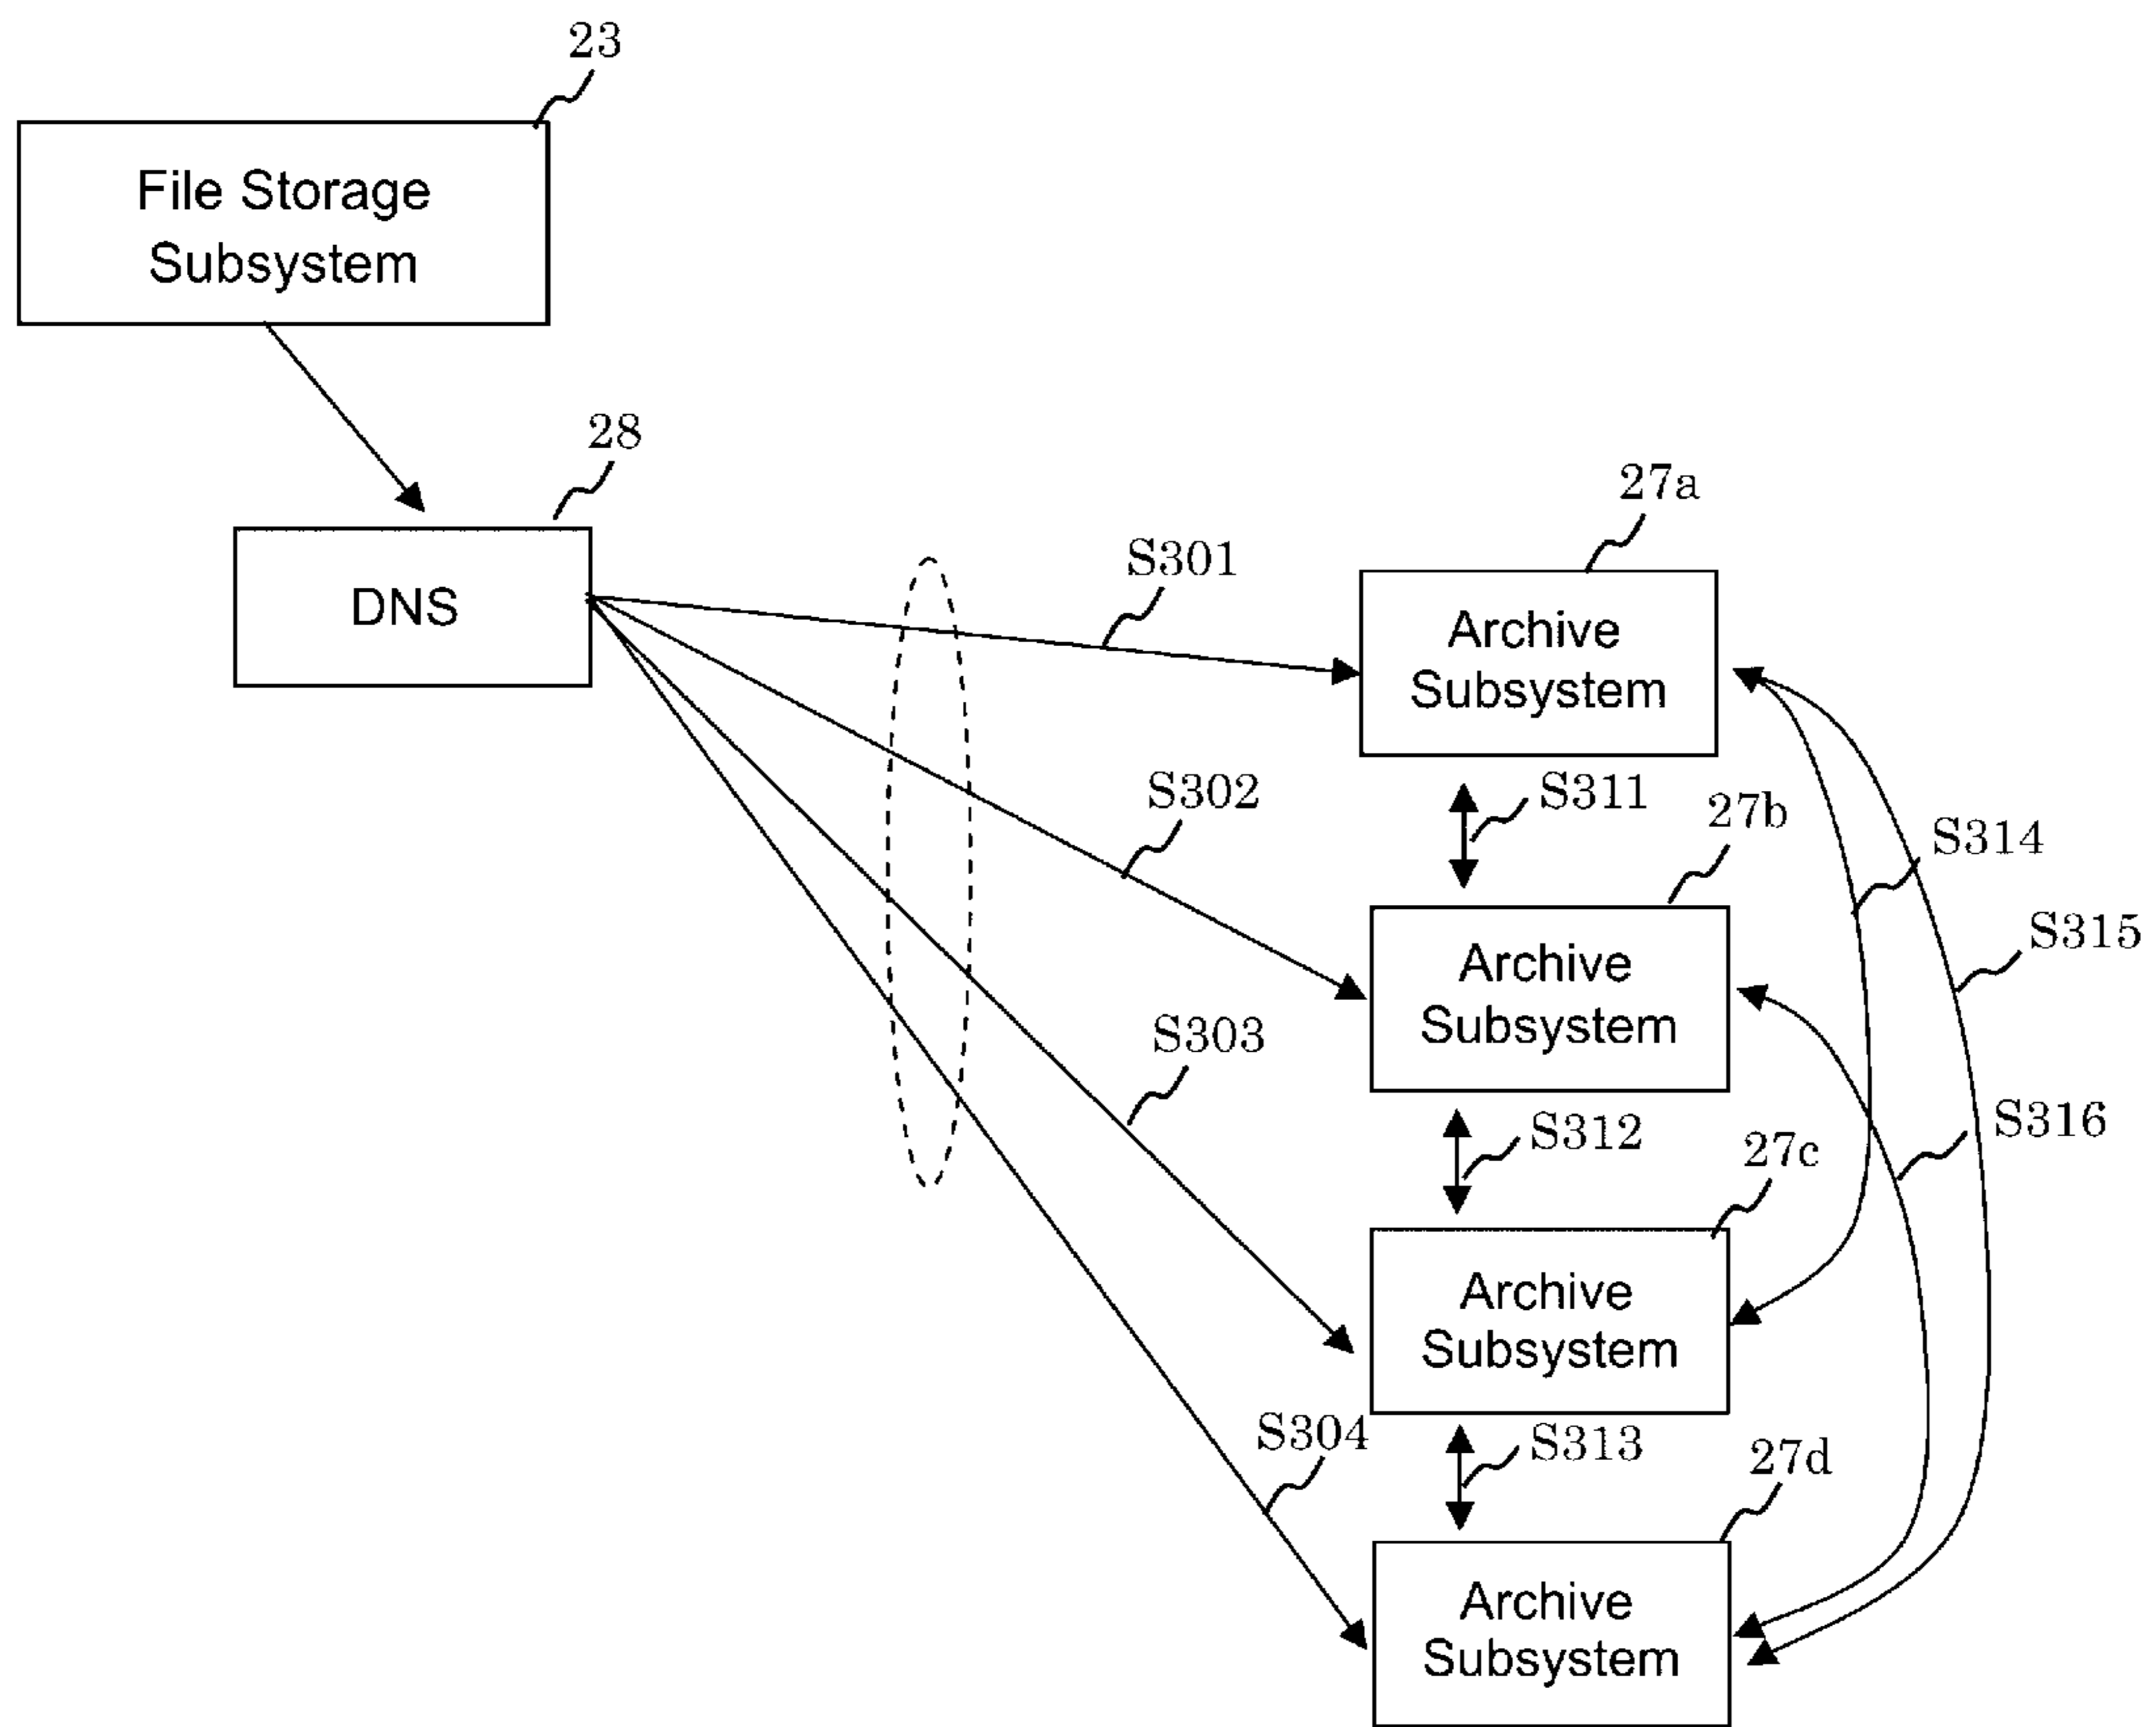 23
File Storage
Subsystem
28
DNS
27a
S301
Archive
Subsystem
S302
S311
27b
S314
S315
Archive
Subsystem
S303
S312
S316
27c
Archive
Subsystem
S304
S313
27d
Archive
Subsystem